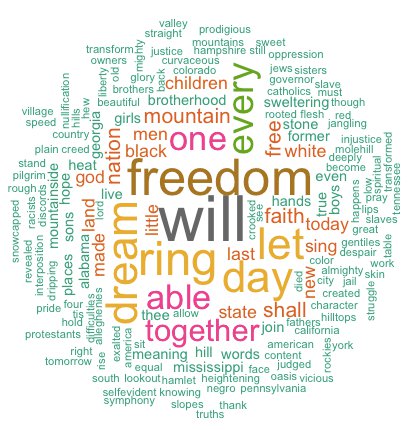 valley
straight prodigious
transform mighty mountains sweet
owners old justice hampshire still oppression
liberty glory back curvaceous jews sisters
nullification brothers children colorado governor slave
hills new beautiful every catholics must
village georgia girls brotherhood sweltering though
speed nation men mountain free stone rooted flesh red
country black one white former jangling
plain creed heat injustice
stand god freedom even molehill
pilgrim hope deeply
rough mountainside live become
racists discords sons land lord little will crooked see hands true boys happens lov spiritual pray transformed tennessee
snowcapped places made dream faith today lips slaves
revealed alabama ring day let sing great
interposition dripping last new color gentiles table
died almighty despair work
pride four able state shall city jail skin
tis allegheneies thee allow created struggle
hold difficulties together join fathers character
protestants exalted america california hilltops
right rise sit meaning hill words american york
tomorrow equal mississippi face content rockies
south lookout hamlet heightening judged oasis vicious
selfevident knowing negro pennsylvania
symphony slopes thank
truths